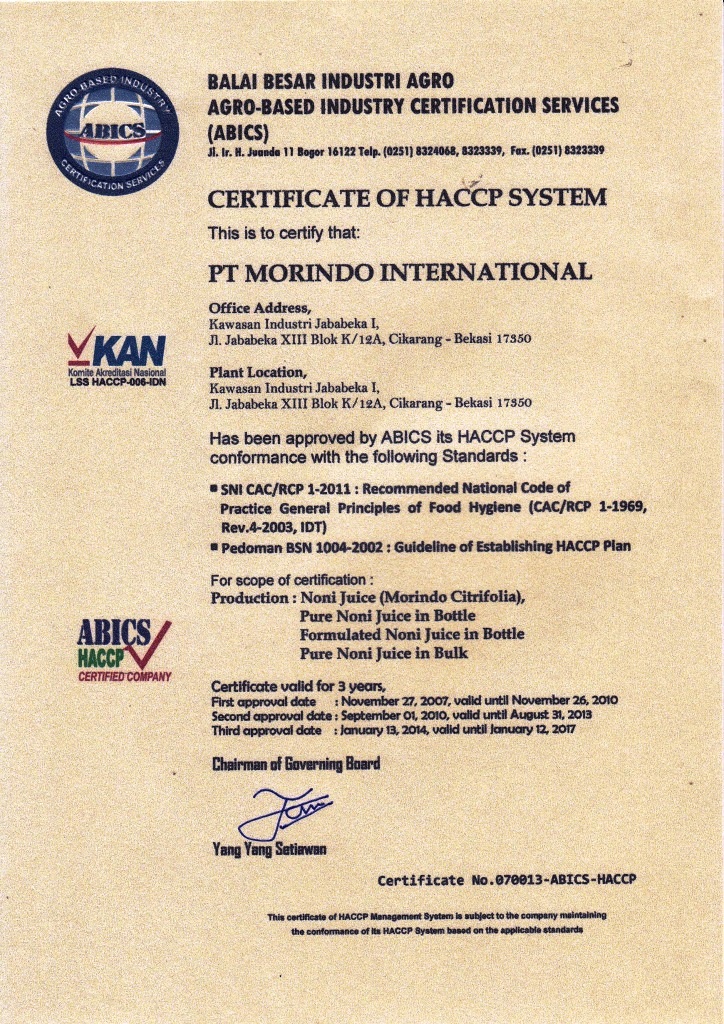 AGRO-BASED INDUSTRY
ABICS
CERTIFICATION SERVICES
BALAI BESAR INDUSTRI AGRO
AGRO-BASED INDUSTRY CERTIFICATION SERVICES
(ABICS)
Jl. Ir. H. Juanda 11 Bogor 16122 Telp. (0251) 8324068, 8323339, Fax. (0251) 8323339
CERTIFICATE OF HACCP SYSTEM
This is to certify that:
PT MORINDO INTERNATIONAL
Office Address,
Kawasan Industri Jababeka I,
Jl. Jababeka XIII Blok K/12A, Cikarang - Bekasi 17350
KAN
Komite Akreditasi Nasional
LSS HACCP-006-IDN
Plant Location,
Kawasan Industri Jababeka I,
Jl. Jababeka XIII Blok K/12A, Cikarang - Bekasi 17350
Has been approved by ABICS its HACCP System
conformance with the following Standards :
▪ SNI CAC/RCP 1-2011 : Recommended National Code of
Practice General Principles of Food Hygiene (CAC/RCP 1-1969,
Rev.4-2003, IDT)
▪ Pedoman BSN 1004-2002 : Guideline of Establishing HACCP Plan
For scope of certification :
Production : Noni Juice (Morindo Citrifolia),
Pure Noni Juice in Bottle
Formulated Noni Juice in Bottle
Pure Noni Juice in Bulk
ABICS
HACCP
CERTIFIED COMPANY
Certificate valid for 3 years,
First approval date : November 27, 2007, valid until November 26, 2010
Second approval date : September 01, 2010, valid until August 31, 2013
Third approval date : January 13, 2014, valid until January 12, 2017
Chairman of Governing Board
Yang Yang Setiawan
Certificate No.070013-ABICS-HACCP
This certificate of HACCP Management System is subject to the company maintaining
the conformance of its HACCP System based on the applicable standards